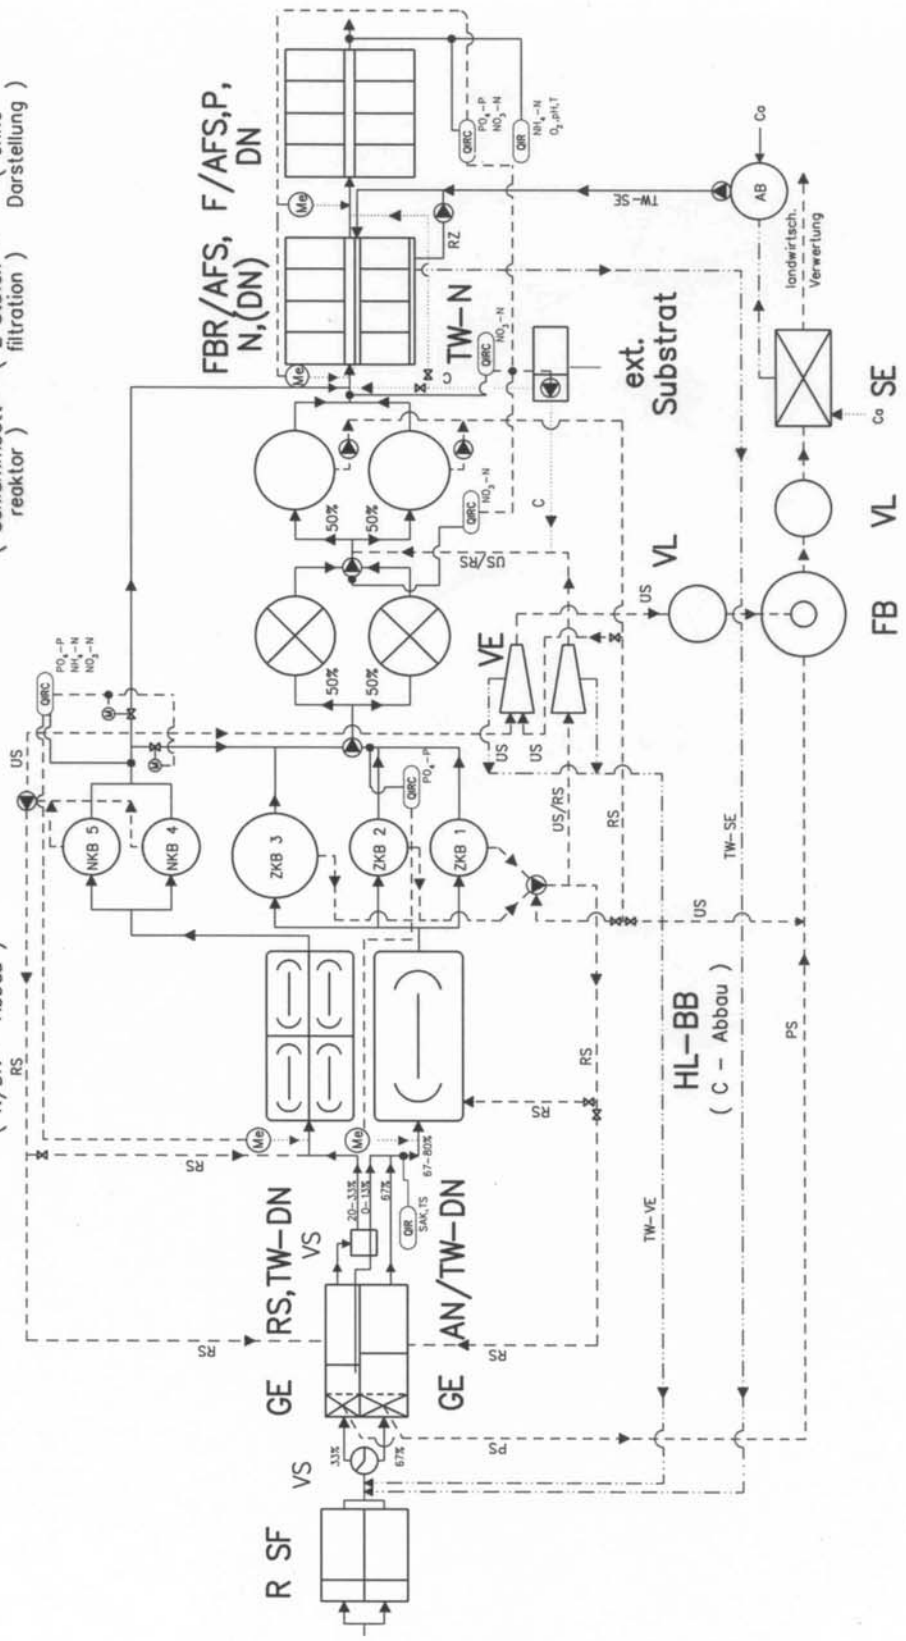 reaktor )
filtration )
Darstellung )
RS
US
QIRC
PO₄-P
NH₄-N
NO₃-N
M
M
NKB 5
NKB 4
RS
RS
FBR/AFS,
N,(DN)
F/AFS,P,
DN
GE
RS,TW-DN
VS
VS
R SF
Me
Me
Me
Me
20-33%
0-13%
67%
67-80%
33%
67%
QIR
SAK,TS
ZKB 3
ZKB 2
ZKB 1
QIRC
PO₄-P
50%
50%
50%
50%
QIRC
NO₃-N
QIRC
NO₃-N
QIRC
PO₄-P
NO₃-N
QIR
NH₄-N
O₂,pH,T
TW-N
RZ
C
C
GE
AN/TW-DN
RS
RS
RS
PS
US/RS
US/RS
VE
US
US
RS
ext.
Substrat
TW-SE
AB
Ca
HL-BB
( C - Abbau )
TW-VE
TW-SE
US
US
VL
PS
FB
VL
SE
Ca
landwirtsch.
Verwertung